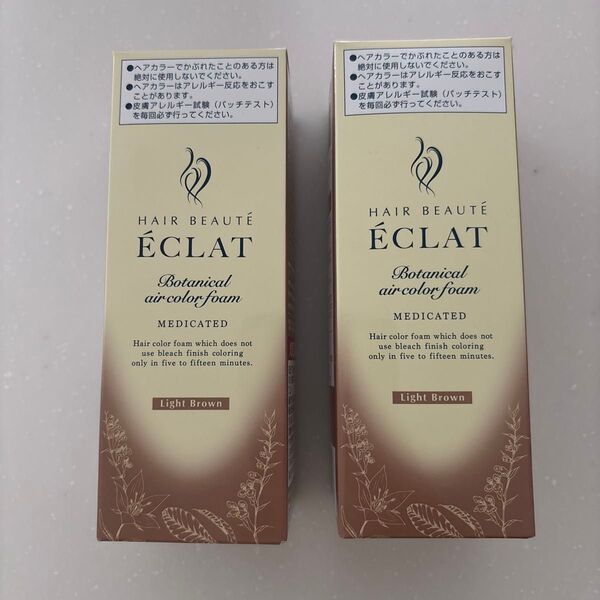 ●ヘアカラーでかぶれたことのある方は
絶対に使用しないでください。
●ヘアカラーはアレルギー反応をおこす
ことがあります。
●皮膚アレルギー試験（パッチテスト）
を毎回必ず行ってください。
HAIR BEAUTÉ
ÉCLAT
Botanical
air color foam
MEDICATED
Hair color foam which does not
use bleach finish coloring
only in five to fifteen minutes.
Light Brown
●ヘアカラーでかぶれたことのある方は
絶対に使用しないでください。
●ヘアカラーはアレルギー反応をおこす
ことがあります。
●皮膚アレルギー試験（パッチテスト）
を毎回必ず行ってください。
HAIR BEAUTÉ
ÉCLAT
Botanical
air color foam
MEDICATED
Hair color foam which does not
use bleach finish coloring
only in five to fifteen minutes.
Light Brown